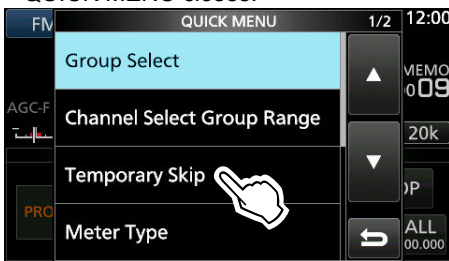 FM
QUICK MENU
1/2
12:00
Group Select
MEMO
09
AGC-F
Channel Select Group Range
20k
Temporary Skip
PRO
Meter Type
ALL
00.000